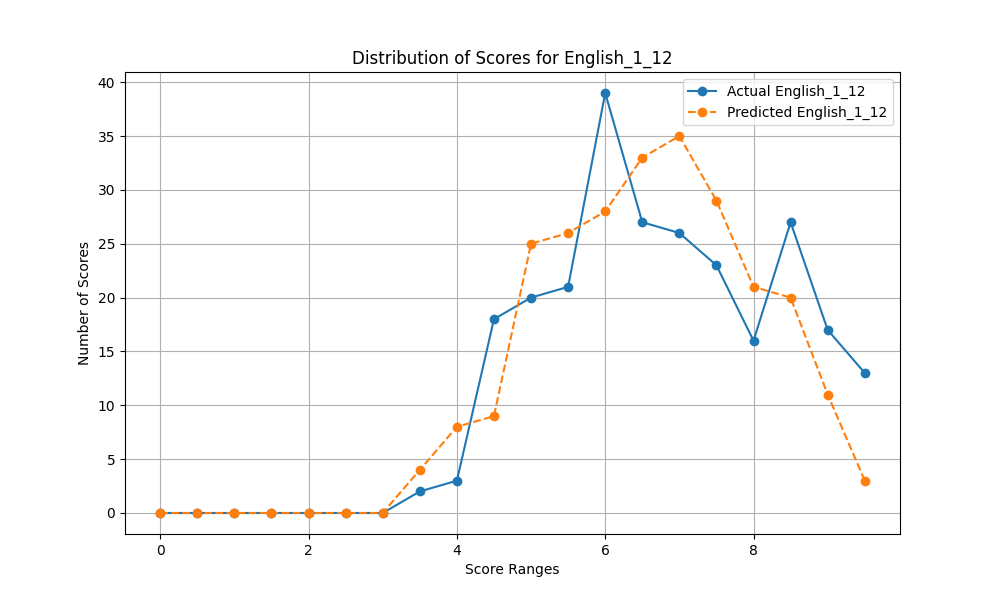 Distribution of Scores for English_1_12
Actual English_1_12
Predicted English_1_12
Number of Scores
40
35
30
25
20
15
10
5
0
0 2 4 6 8
Score Ranges